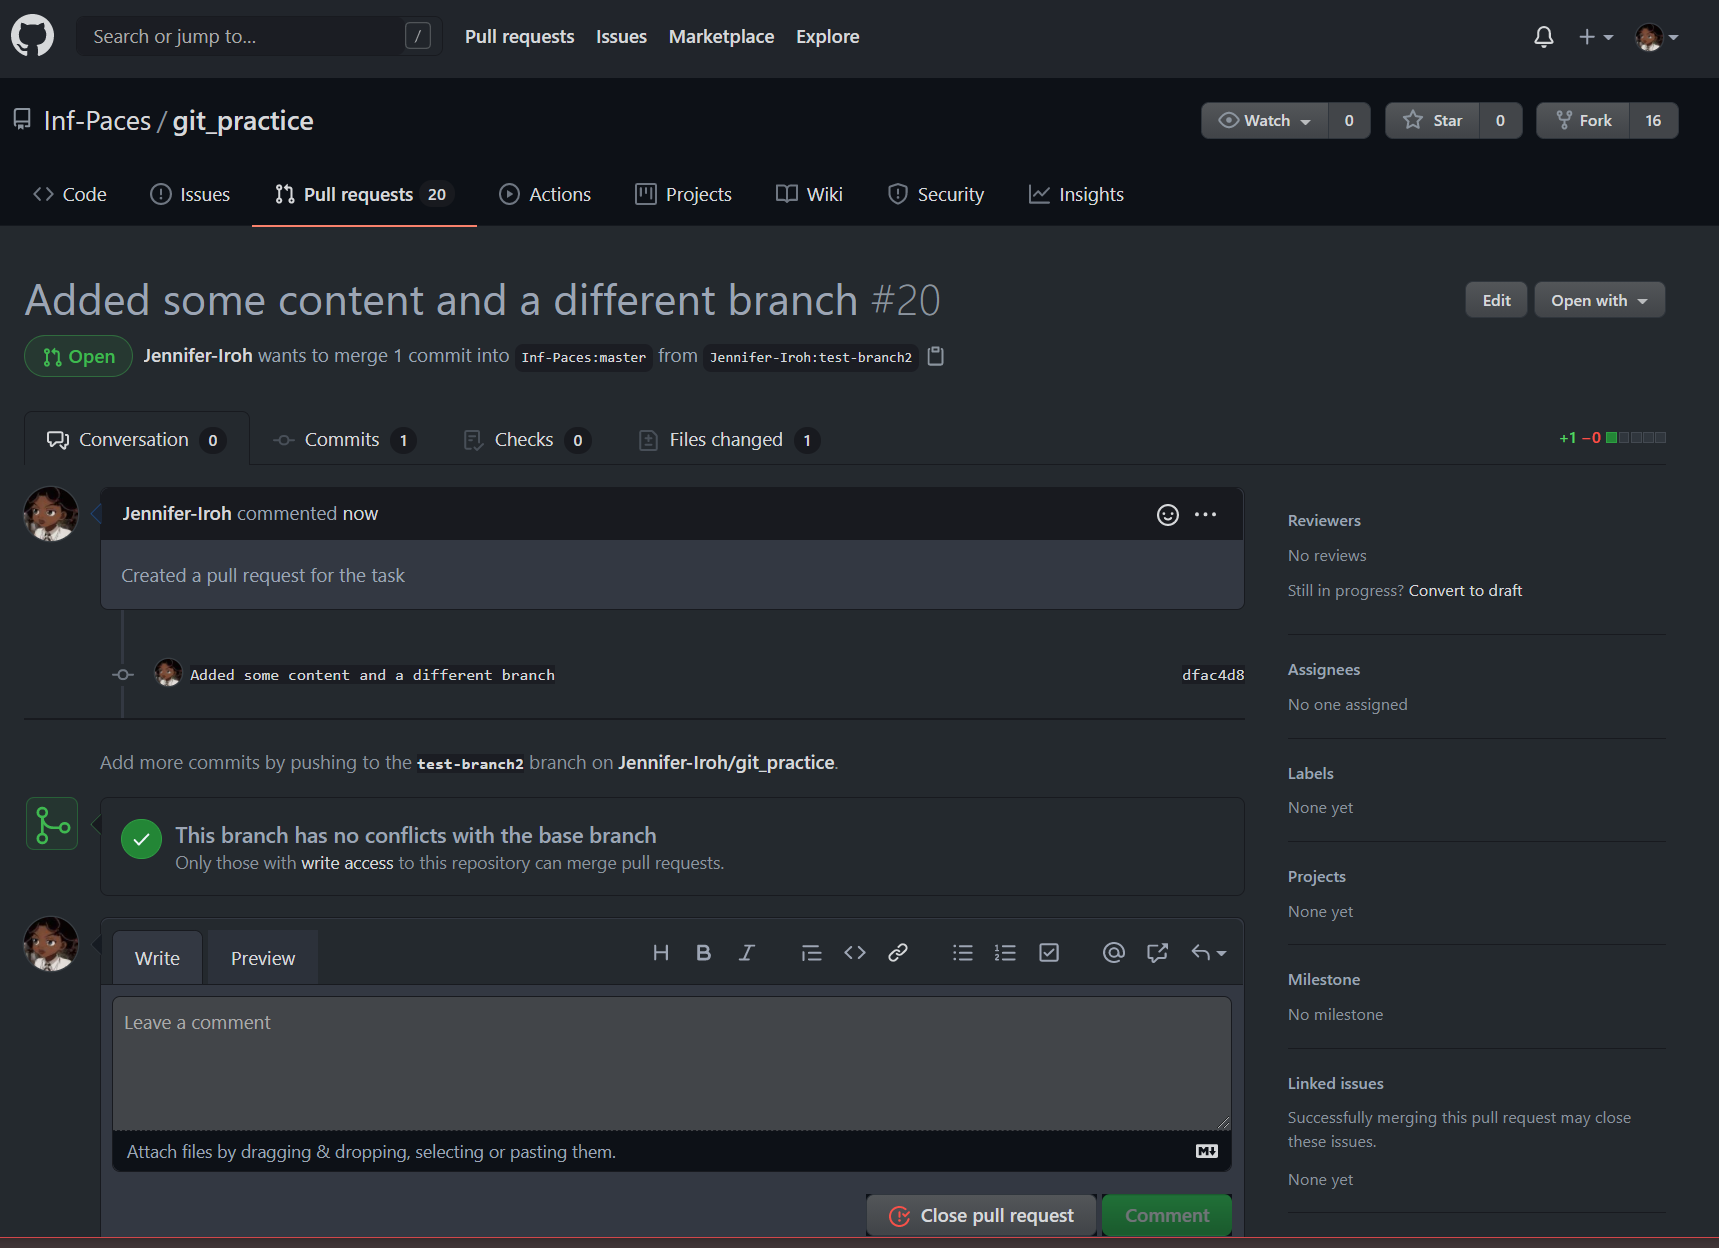 Search or jump to... /
Pull requests Issues Marketplace Explore
Inf-Paces / git_practice
Watch 0 Star 0 Fork 16
Code Issues Pull requests 20 Actions Projects Wiki Security Insights
Added some content and a different branch #20
Edit Open with
Open Jennifer-Iroh wants to merge 1 commit into Inf-Paces:master from Jennifer-Iroh:test-branch2
Conversation 0 Commits 1 Checks 0 Files changed 1
+1 −0
Jennifer-Iroh commented now
Created a pull request for the task
Added some content and a different branch dfac4d8
Add more commits by pushing to the test-branch2 branch on Jennifer-Iroh/git_practice.
This branch has no conflicts with the base branch
Only those with write access to this repository can merge pull requests.
Write Preview
H B I
Leave a comment
Attach files by dragging & dropping, selecting or pasting them.
Close pull request Comment
Reviewers
No reviews
Still in progress? Convert to draft
Assignees
No one assigned
Labels
None yet
Projects
None yet
Milestone
No milestone
Linked issues
Successfully merging this pull request may close
these issues.
None yet